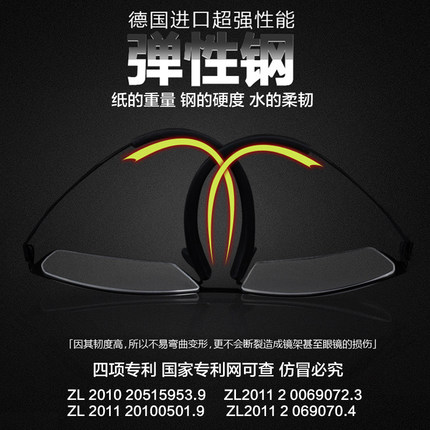 德国进口超强性能
弹性钢
纸的重量 钢的硬度 水的柔韧
「因其韧度高,所以不易弯曲变形,更不会断裂造成镜架甚至眼镜的损伤」
四项专利 国家专利网可查 仿冒必究
ZL 2010 20515953.9 ZL2011 2 0069072.3
ZL 2011 20100501.9 ZL2011 2 069070.4